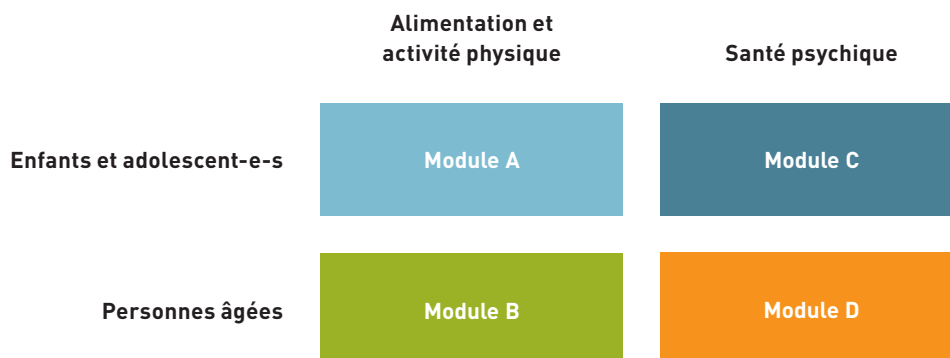 Alimentation et
activité physique
Santé psychique
Enfants et adolescent-e-s
Module A
Module C
Personnes âgées
Module B
Module D